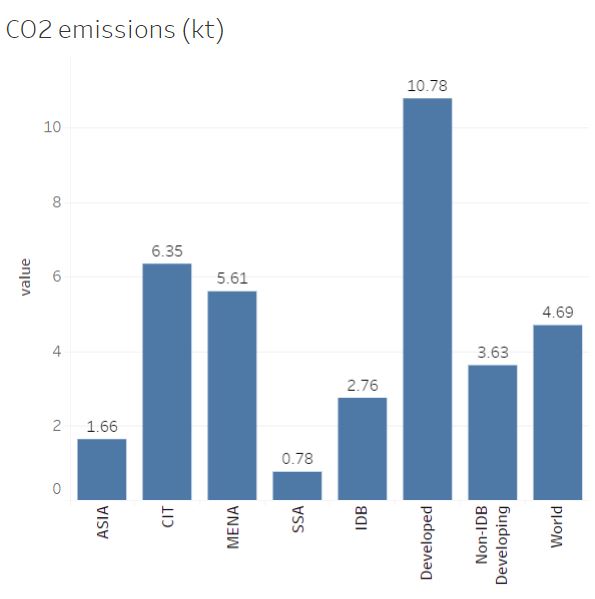 CO2 emissions (kt)
value
10
8
6
4
2
0
1.66
6.35
5.61
0.78
2.76
10.78
3.63
4.69
ASIA
CIT
MENA
SSA
IDB
Developed
Non-IDB
Developing
World